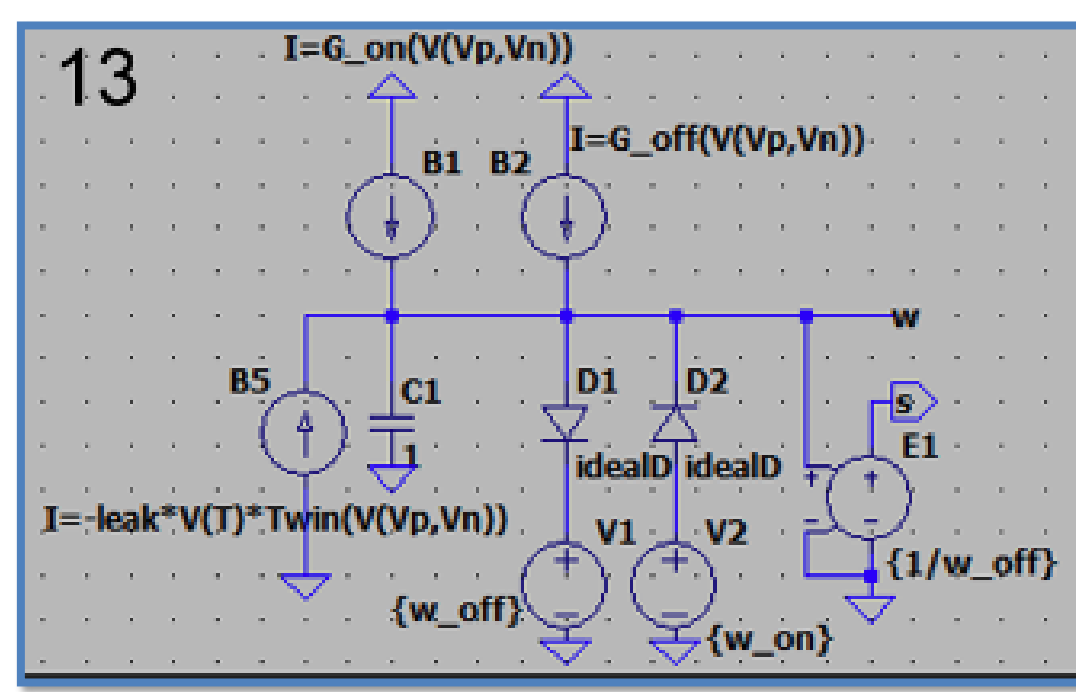 13
I=G_on(V(Vp,Vn))
I=G_off(V(Vp,Vn))
B1
B2
w
B5
C1
1
D1
D2
idealD
idealD
s
E1
+
-
+
-
{1/w_off}
I=-leak*V(T)*Twin(V(Vp,Vn))
V1
+
-
{w_off}
V2
+
-
{w_on}